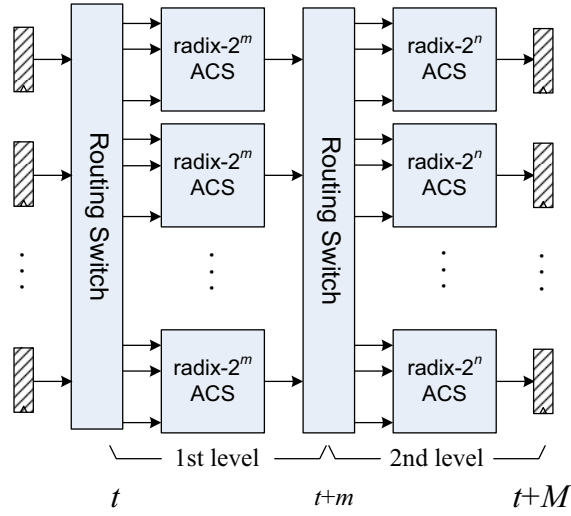 radix-2^m
ACS
radix-2^n
ACS
radix-2^m
ACS
radix-2^n
ACS
Routing Switch
Routing Switch
radix-2^m
ACS
radix-2^n
ACS
1st level
2nd level
t
t+m
t+M